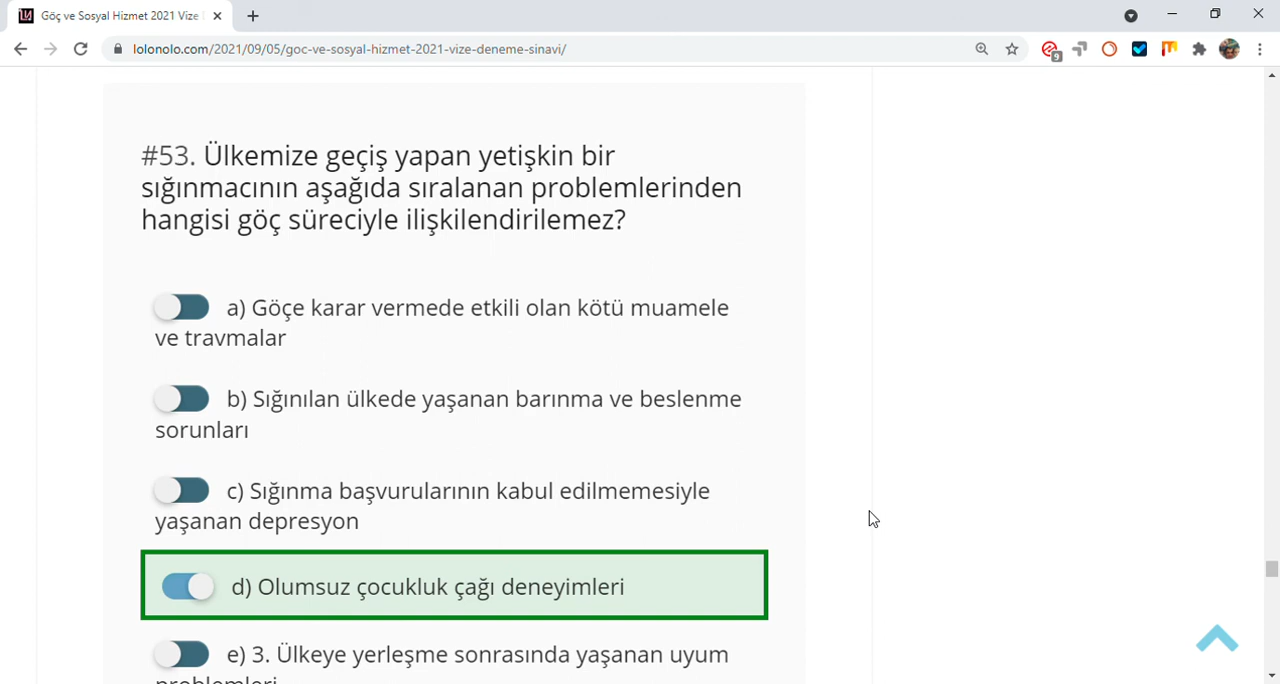 Göç ve Sosyal Hizmet 2021 Vize
lolonolo.com/2021/09/05/goc-ve-sosyal-hizmet-2021-vize-deneme-sinavi/
9
#53. Ülkemize geçiş yapan yetişkin bir
sığınmacının aşağıda sıralanan problemlerinden
hangisi göç süreciyle ilişkilendirilemez?
a) Göçe karar vermede etkili olan kötü muamele
ve travmalar
b) Sığınılan ülkede yaşanan barınma ve beslenme
sorunları
c) Sığınma başvurularının kabul edilmemesiyle
yaşanan depresyon
d) Olumsuz çocukluk çağı deneyimleri
e) 3. Ülkeye yerleşme sonrasında yaşanan uyum